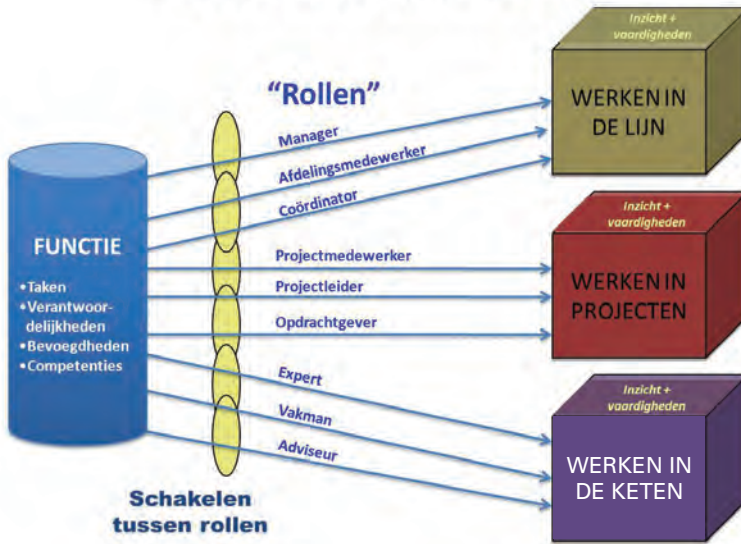 “Rollen”
FUNCTIE
•Taken
•Verantwoor-
delijkheden
•Bevoegdheden
•Competenties
Manager
Afdelingsmedewerker
Coördinator
Projectmedewerker
Projectleider
Opdrachtgever
Expert
Vakman
Adviseur
Schakelen
tussen rollen
Inzicht +
vaardigheden
WERKEN IN
DE LIJN
Inzicht +
vaardigheden
WERKEN IN
PROJECTEN
Inzicht +
vaardigheden
WERKEN IN
DE KETEN